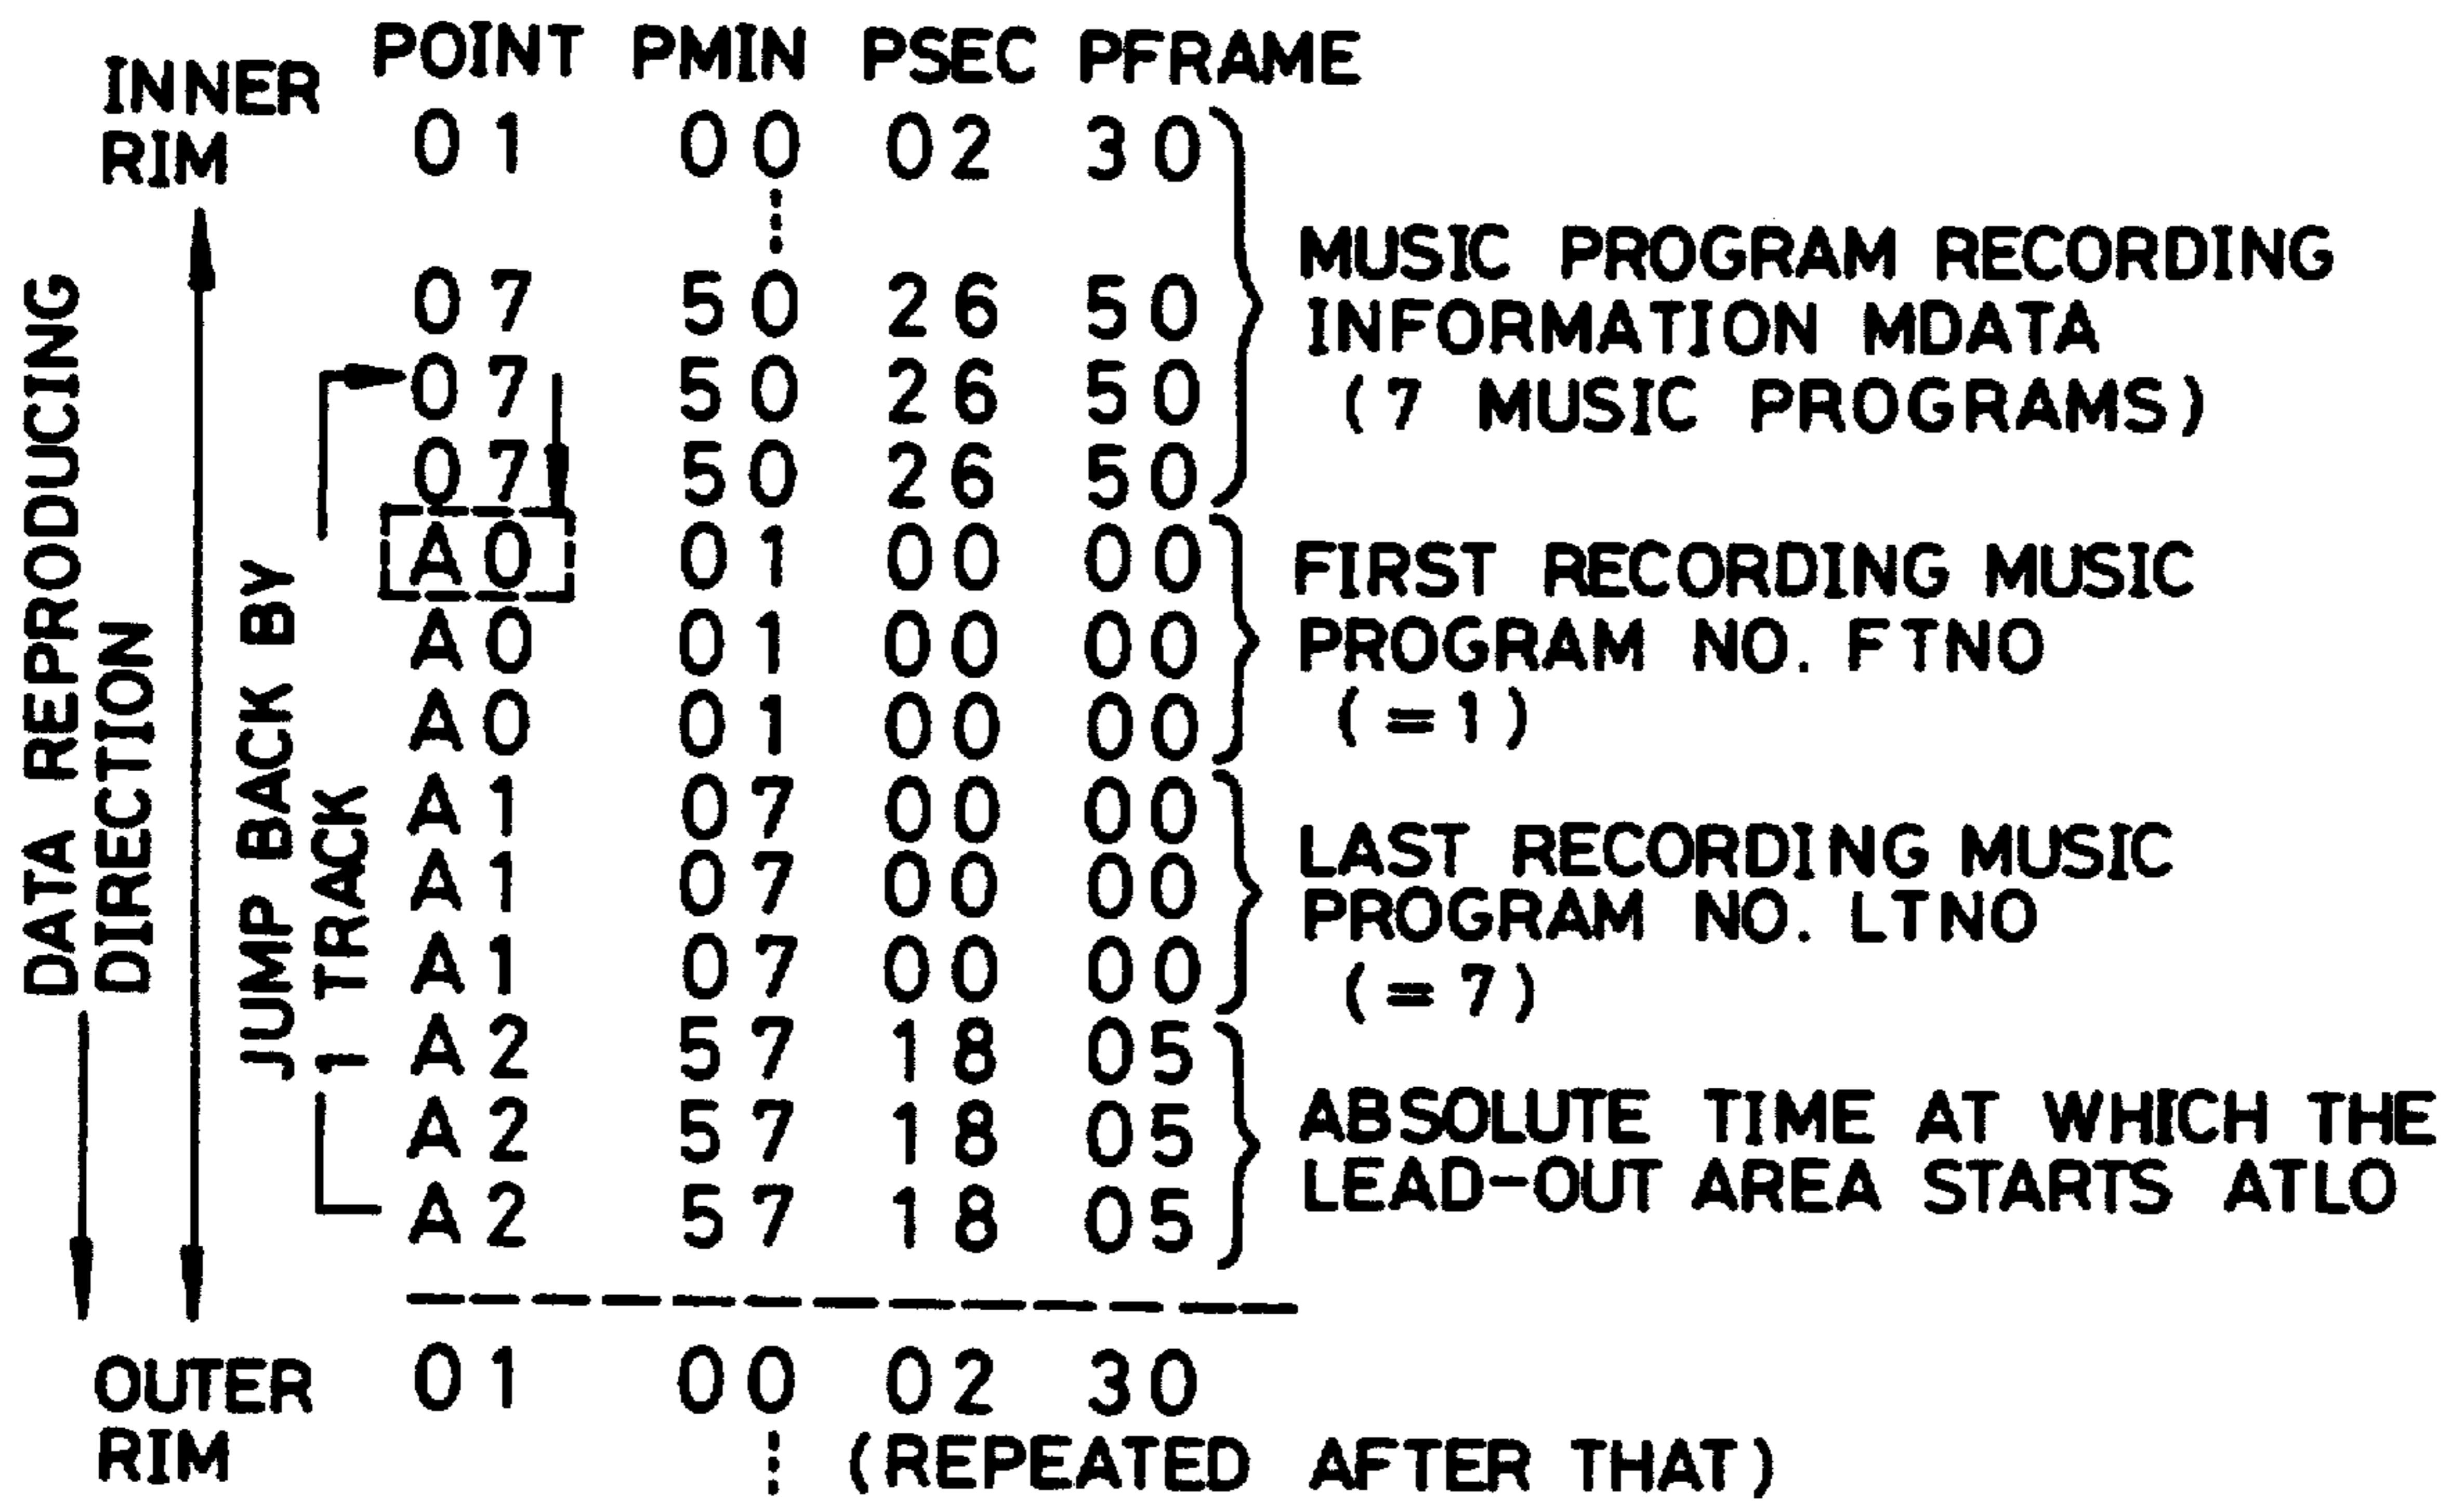 POINT PMIN PSEC PFRAME
INNER
RIM
01 00 02 30
07 50 26 50
07 50 26 50
07 50 26 50
A0 01 00 00
A0 01 00 00
A0 01 00 00
A1 07 00 00
A1 07 00 00
A1 07 00 00
A2 57 18 05
A2 57 18 05
A2 57 18 05
OUTER
RIM
01 00 02 30
(REPEATED AFTER THAT)
DATA REPRODUCING
DIRECTION
JUMP BACK BY
1 TRACK
MUSIC PROGRAM RECORDING
INFORMATION MDATA
(7 MUSIC PROGRAMS)
FIRST RECORDING MUSIC
PROGRAM NO. FTNO
(=1)
LAST RECORDING MUSIC
PROGRAM NO. LTNO
(=7)
ABSOLUTE TIME AT WHICH THE
LEAD-OUT AREA STARTS ATLO